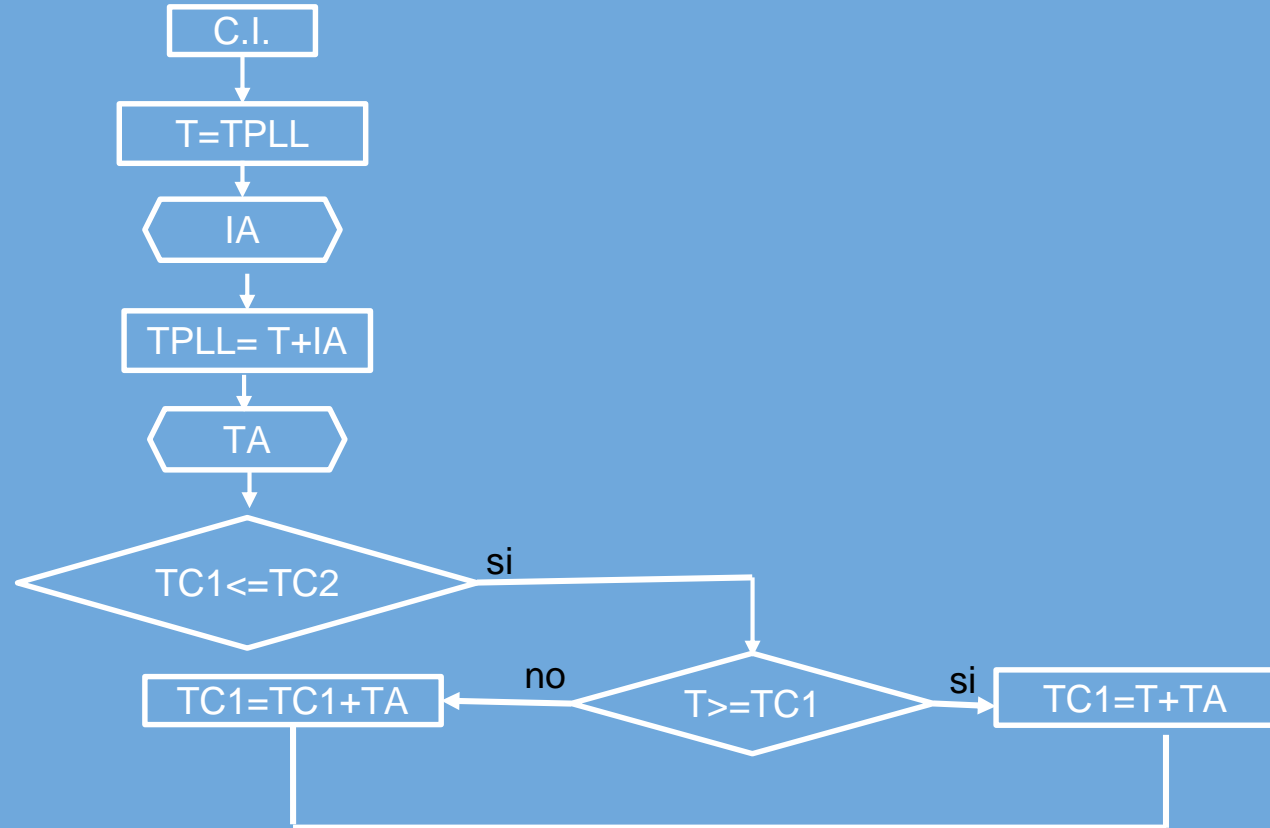 C.I.
T=TPLL
IA
TPLL= T+IA
TA
TC1<=TC2
si
no
si
TC1=TC1+TA
T>=TC1
TC1=T+TA